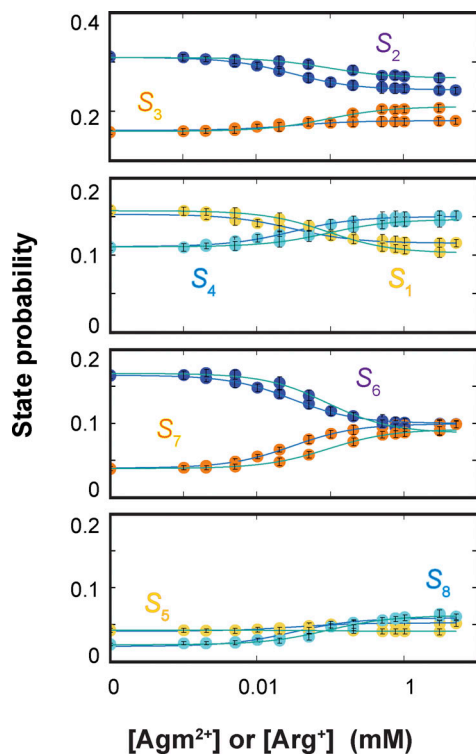 State probability
0.4
S₂
0.2
S₃
0.2
0.1
S₄
S₁
0
0.2
S₆
0.1
S₇
0
0.2
0.1
S₅
S₈
0
0
0.01
1
[Agm²⁺] or [Arg⁺] (mM)